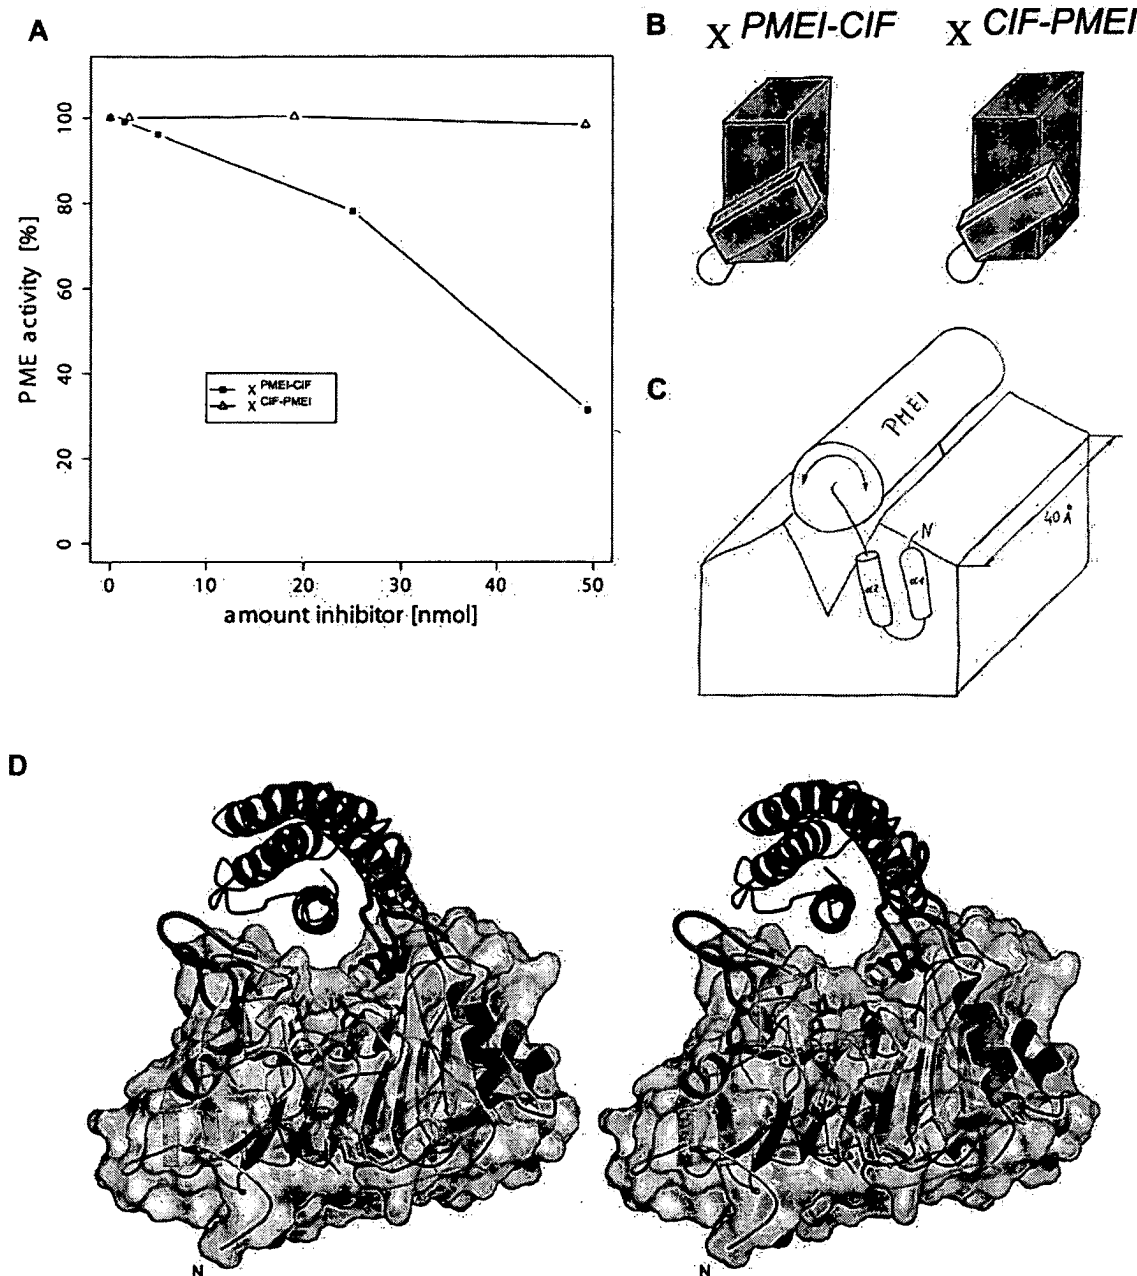 A
PME activity [%]
100
80
60
40
20
0
0 10 20 30 40 50
amount inhibitor [nmol]
X PMEI-CIF
X CIF-PMEI
B
X PMEI-CIF X CIF-PMEI
C
PMEI
N
40 Å
α2 α1
D
N N